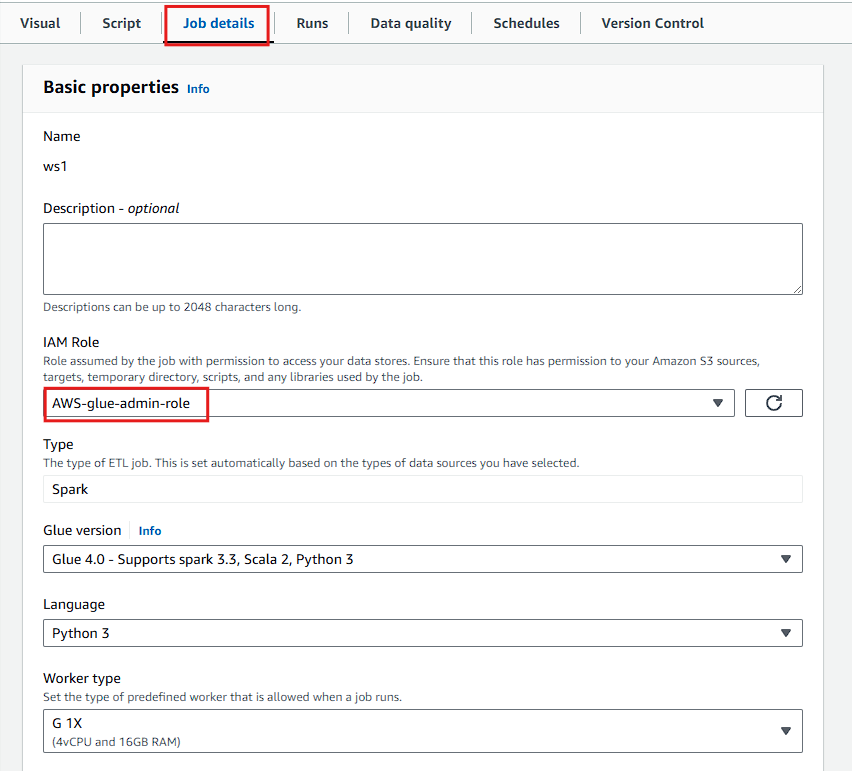 Visual Script Job details Runs Data quality Schedules Version Control
Basic properties Info
Name
ws1
Description - optional
Descriptions can be up to 2048 characters long.
IAM Role
Role assumed by the job with permission to access your data stores. Ensure that this role has permission to your Amazon S3 sources,
targets, temporary directory, scripts, and any libraries used by the job.
AWS-glue-admin-role
Type
The type of ETL job. This is set automatically based on the types of data sources you have selected.
Spark
Glue version Info
Glue 4.0 - Supports spark 3.3, Scala 2, Python 3
Language
Python 3
Worker type
Set the type of predefined worker that is allowed when a job runs.
G 1X
(4vCPU and 16GB RAM)